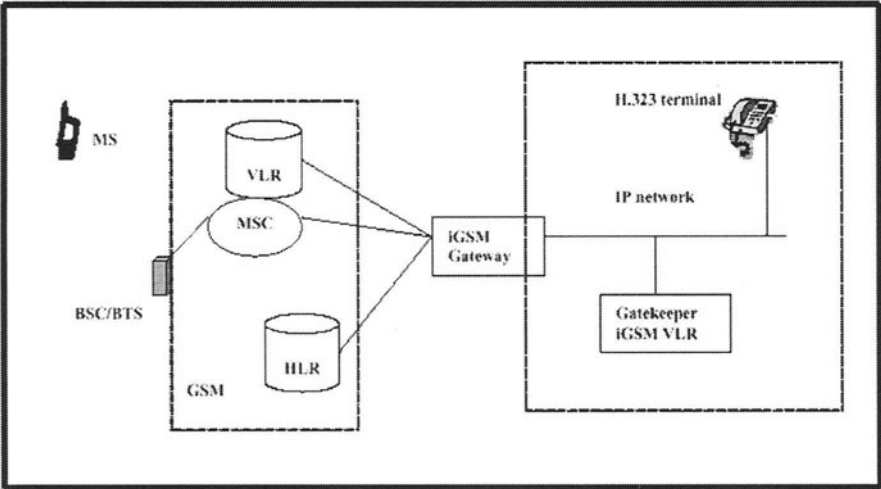 H.323 terminal
MS
VLR
IP network
MSC
iGSM
Gateway
BSC/BTS
Gatekeeper
iGSM VLR
HLR
GSM